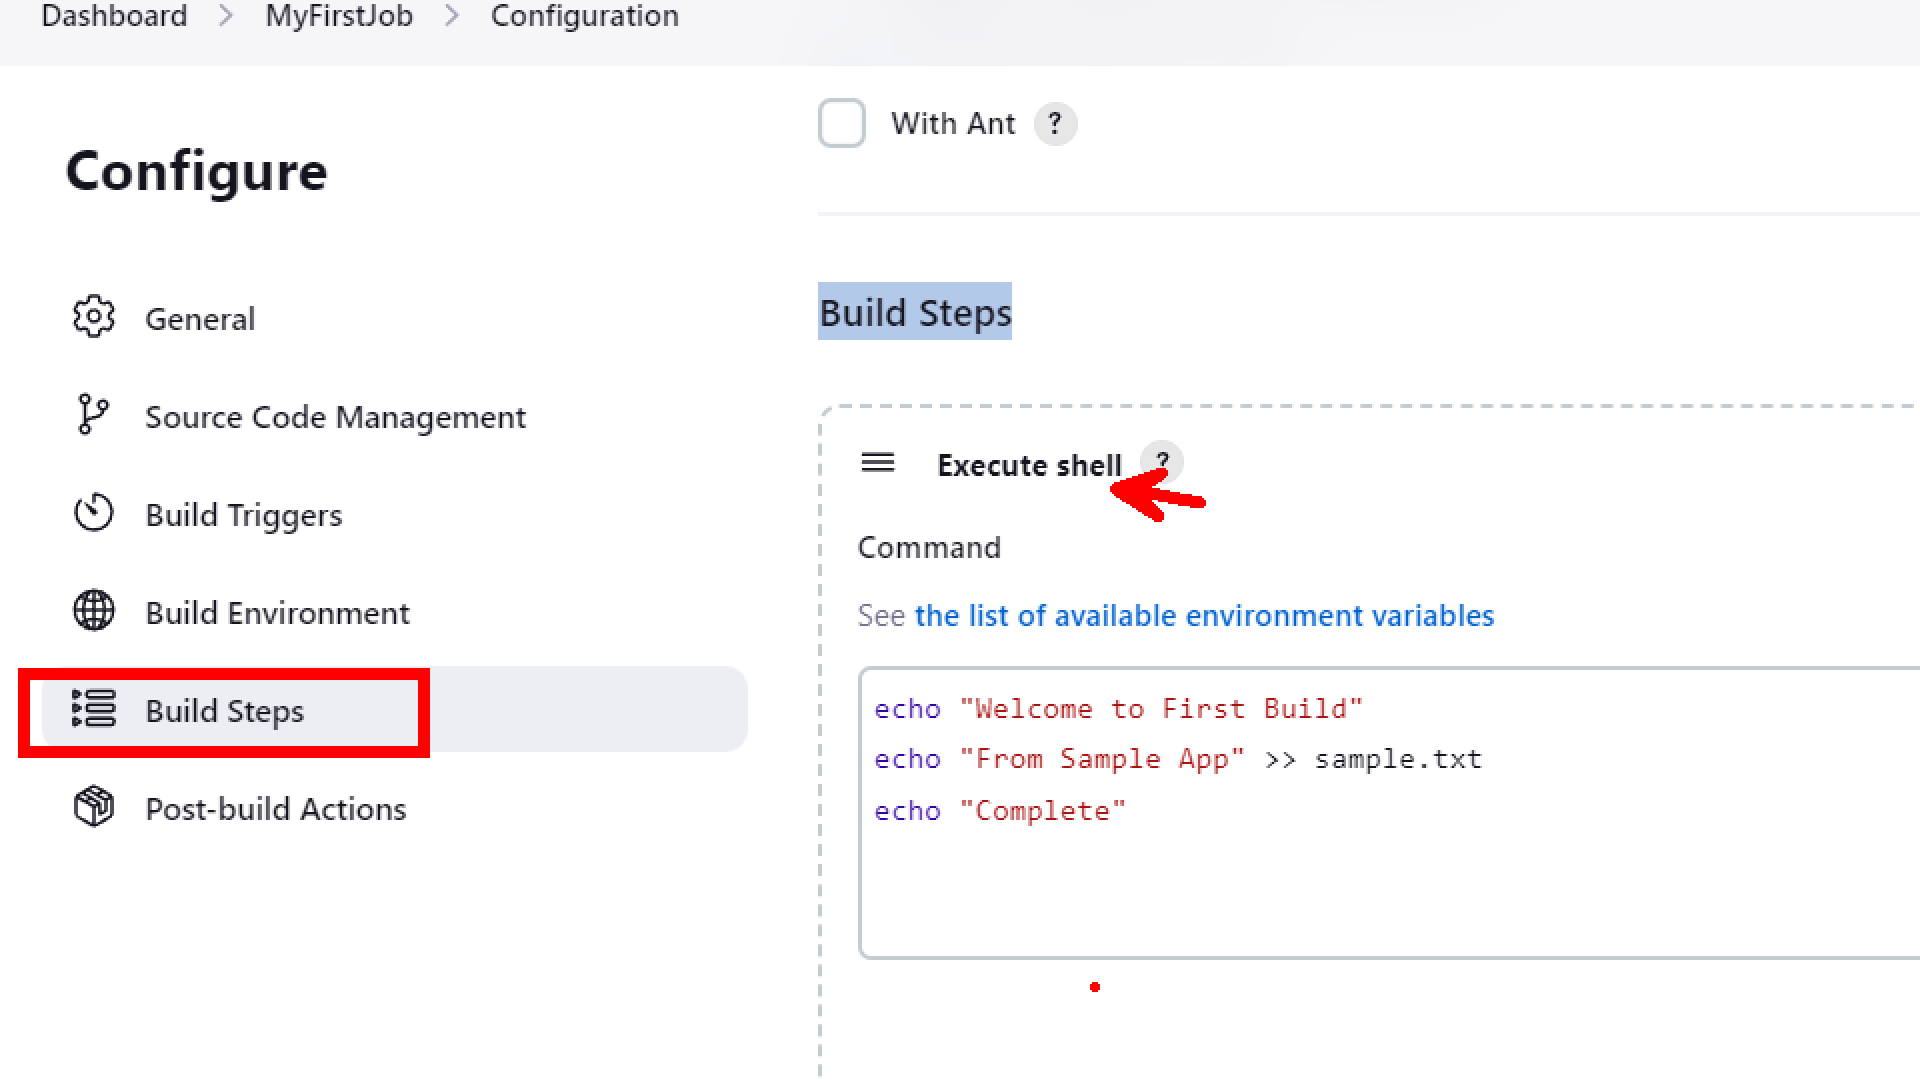 Dashboard > MyFirstJob > Configuration
Configure
General
Source Code Management
Build Triggers
Build Environment
Build Steps
Post-build Actions
With Ant ?
Build Steps
Execute shell ?
Command
See the list of available environment variables
echo "Welcome to First Build"
echo "From Sample App" >> sample.txt
echo "Complete"